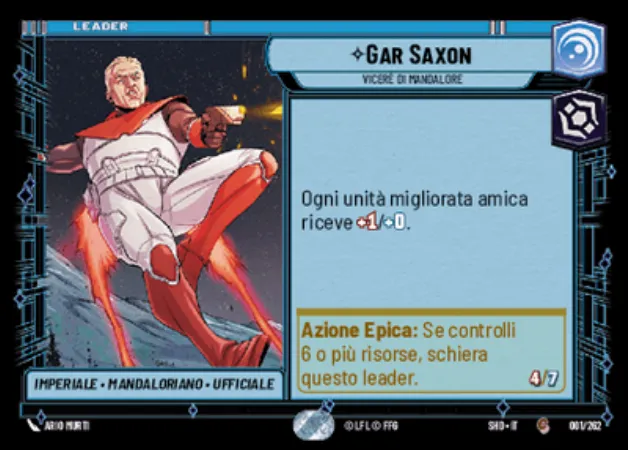 LEADER
✧GAR SAXON
VICERÉ DI MANDALORE
Ogni unità migliorata amica
riceve +1/+0.
Azione Epica: Se controlli
6 o più risorse, schiera
questo leader.
4/7
IMPERIALE • MANDALORIANO • UFFICIALE
ARIO MURTI
© LFL © FFG
SHD • IT
001/262